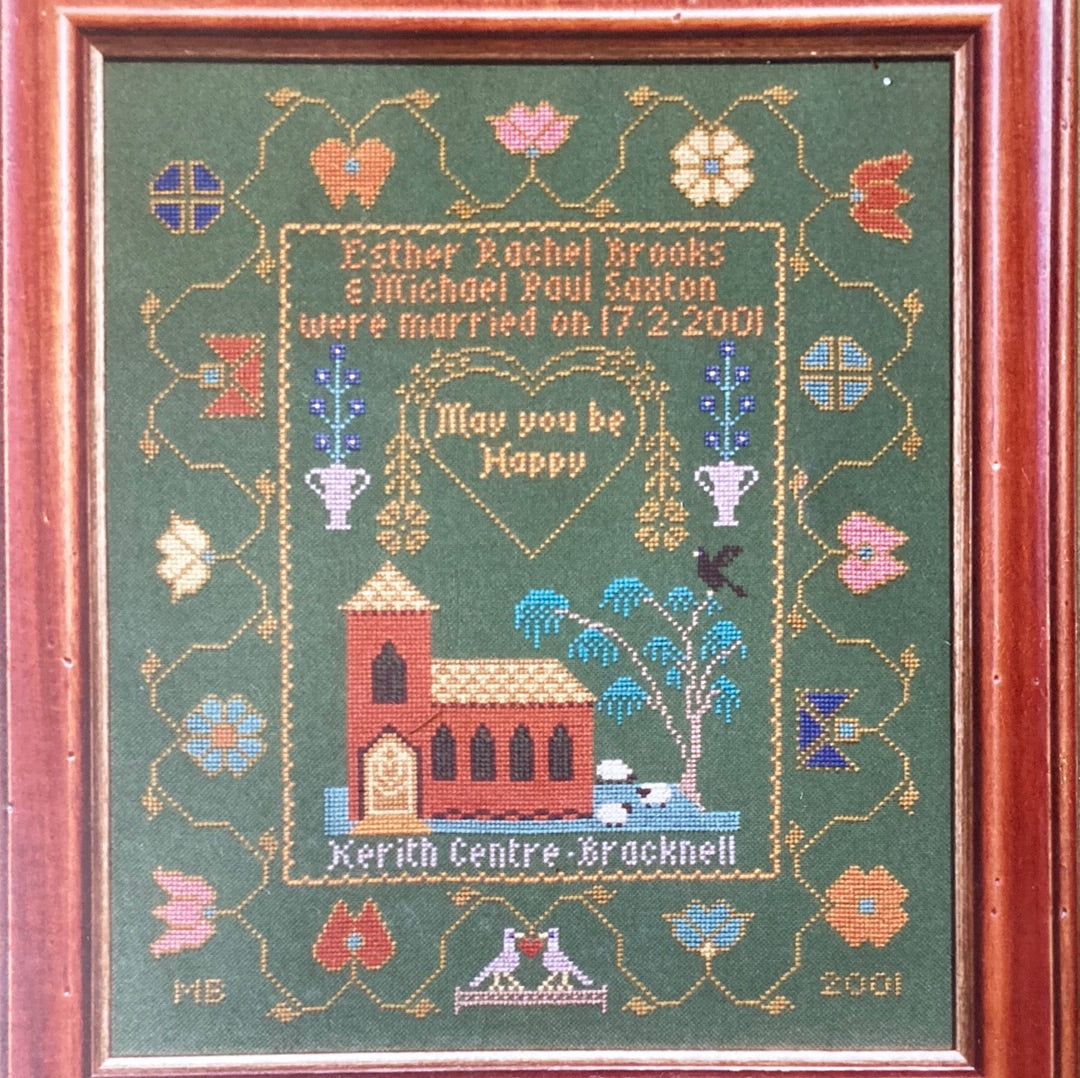 Esther Rachel Brooks
& Michael Paul Saxton
were married on 17·2·2001
May you be
Happy
Kerith Centre·Bracknell
MB
2001